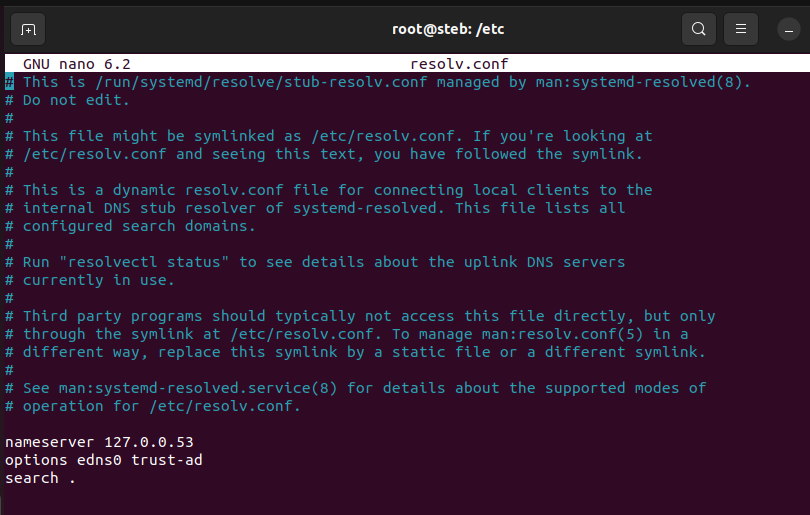 root@steb: /etc
GNU nano 6.2 resolv.conf
# This is /run/systemd/resolve/stub-resolv.conf managed by man:systemd-resolved(8).
# Do not edit.
#
# This file might be symlinked as /etc/resolv.conf. If you're looking at
# /etc/resolv.conf and seeing this text, you have followed the symlink.
#
# This is a dynamic resolv.conf file for connecting local clients to the
# internal DNS stub resolver of systemd-resolved. This file lists all
# configured search domains.
#
# Run "resolvectl status" to see details about the uplink DNS servers
# currently in use.
#
# Third party programs should typically not access this file directly, but only
# through the symlink at /etc/resolv.conf. To manage man:resolv.conf(5) in a
# different way, replace this symlink by a static file or a different symlink.
#
# See man:systemd-resolved.service(8) for details about the supported modes of
# operation for /etc/resolv.conf.
nameserver 127.0.0.53
options edns0 trust-ad
search .